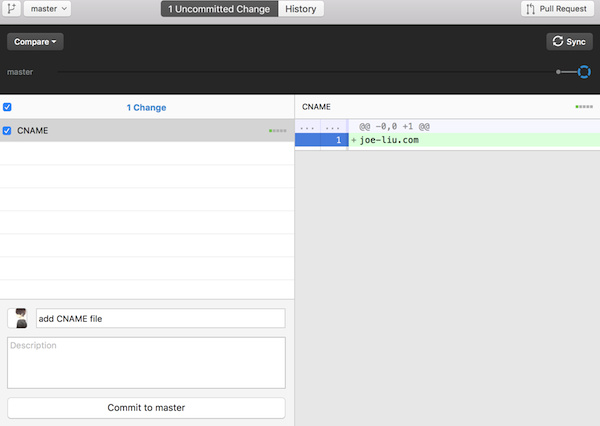 master
1 Uncommitted Change
History
Pull Request
Compare
Sync
master
1 Change
CNAME
CNAME
... ... @@ -0,0 +1 @@
1 +joe-liu.com
add CNAME file
Description
Commit to master